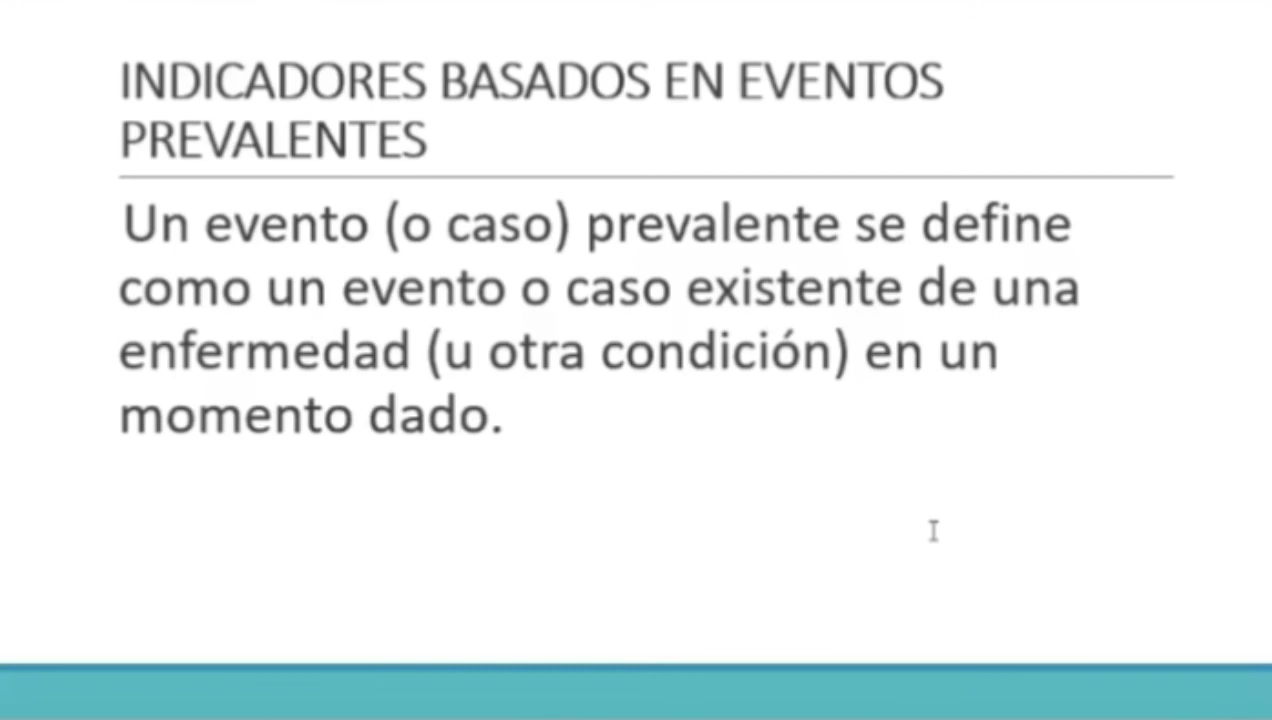 INDICADORES BASADOS EN EVENTOS
PREVALENTES
Un evento (o caso) prevalente se define
como un evento o caso existente de una
enfermedad (u otra condición) en un
momento dado.